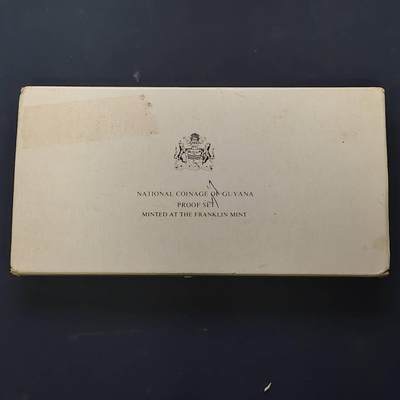 NATIONAL COINAGE OF GUYANA
PROOF SET
MINTED AT THE FRANKLIN MINT